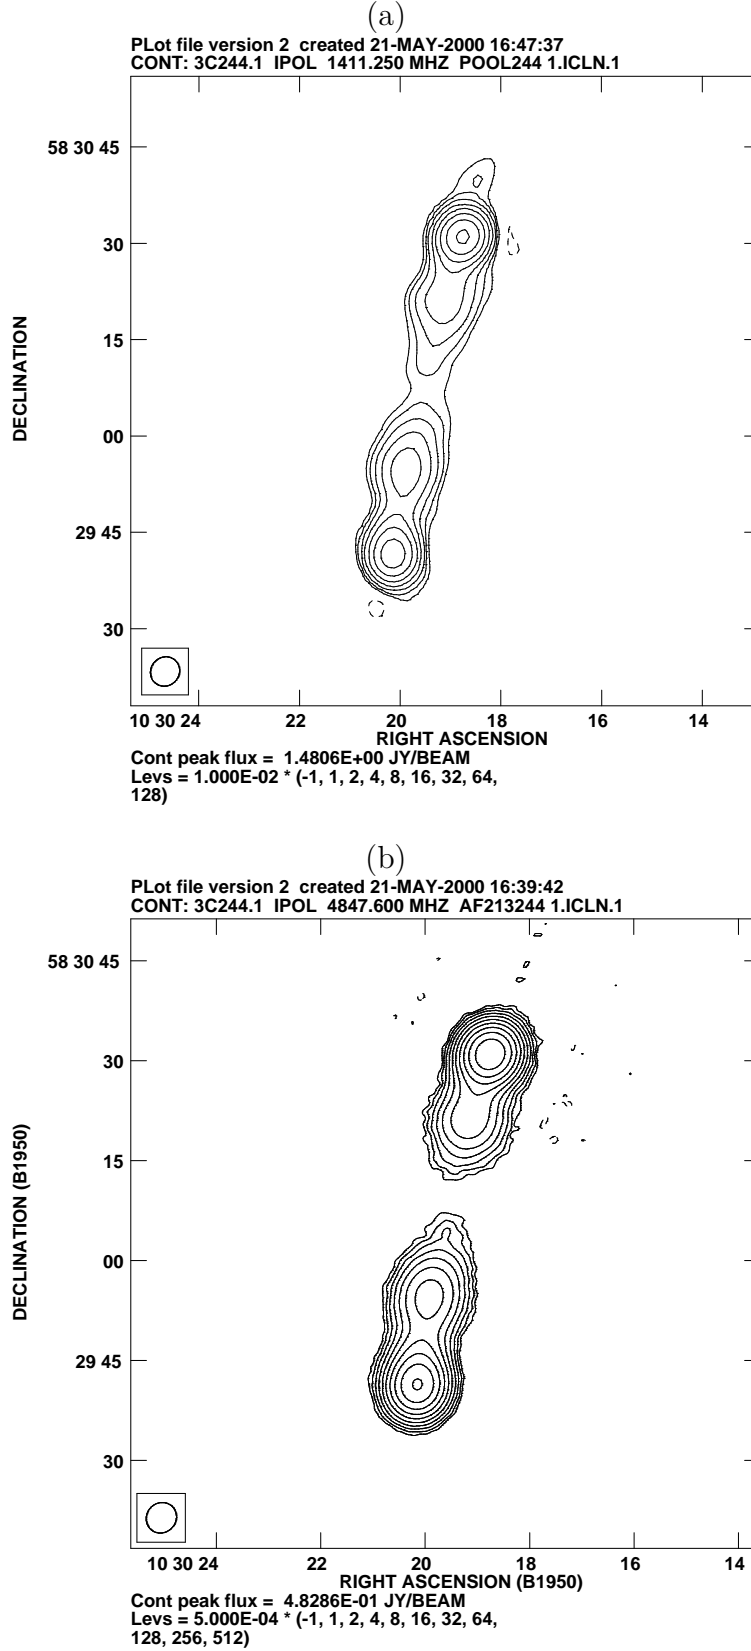 (a)
PLot file version 2 created 21-MAY-2000 16:47:37
CONT: 3C244.1 IPOL 1411.250 MHZ POOL244 1.ICLN.1
58 30 45
30
15
DECLINATION
00
29 45
30
10 30 24 22 20 18 16 14
RIGHT ASCENSION
Cont peak flux = 1.4806E+00 JY/BEAM
Levs = 1.000E-02 * (-1, 1, 2, 4, 8, 16, 32, 64,
128)
(b)
PLot file version 2 created 21-MAY-2000 16:39:42
CONT: 3C244.1 IPOL 4847.600 MHZ AF213244 1.ICLN.1
58 30 45
30
15
DECLINATION (B1950)
00
29 45
30
10 30 24 22 20 18 16 14
RIGHT ASCENSION (B1950)
Cont peak flux = 4.8286E-01 JY/BEAM
Levs = 5.000E-04 * (-1, 1, 2, 4, 8, 16, 32, 64,
128, 256, 512)